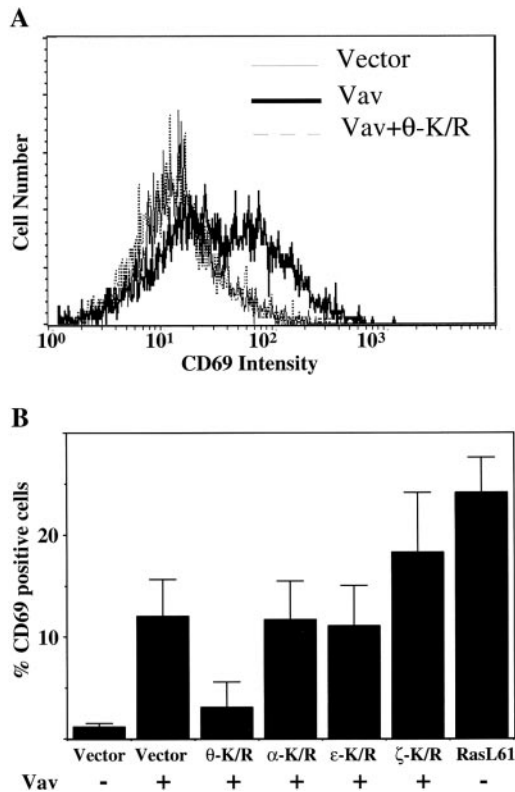 A
Vector
Vav
Vav+θ-K/R
Cell Number
10⁰ 10¹ 10² 10³
CD69 Intensity
B
% CD69 positive cells
20
10
Vector Vector θ-K/R α-K/R ε-K/R ζ-K/R RasL61
Vav - + + + + + -